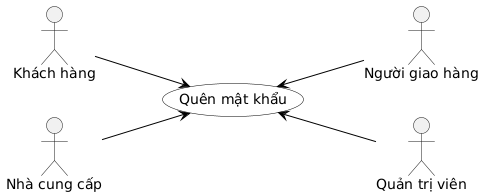 Khách hàng
Người giao hàng
Quên mật khẩu
Nhà cung cấp
Quản trị viên